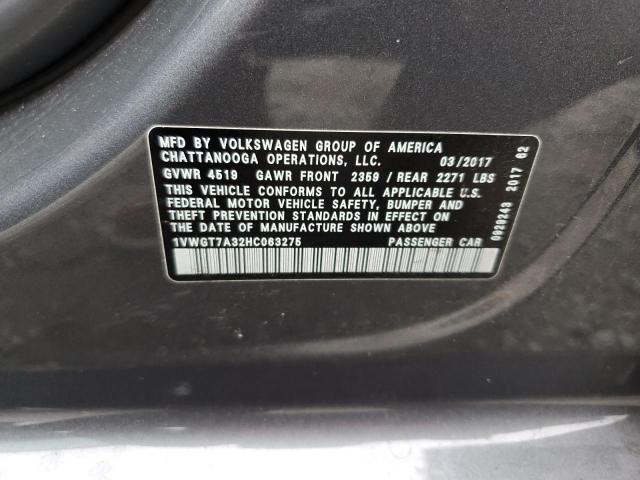 MFD BY VOLKSWAGEN GROUP OF AMERICA
CHATTANOOGA OPERATIONS, LLC. 03/2017
GVWR 4519 GAWR FRONT 2359 / REAR 2271 LBS
THIS VEHICLE CONFORMS TO ALL APPLICABLE U.S.
FEDERAL MOTOR VEHICLE SAFETY, BUMPER AND
THEFT PREVENTION STANDARDS IN EFFECT ON
THE DATE OF MANUFACTURE SHOWN ABOVE
1VWGT7A32HC063275 PASSENGER CAR
0929243 2017 62